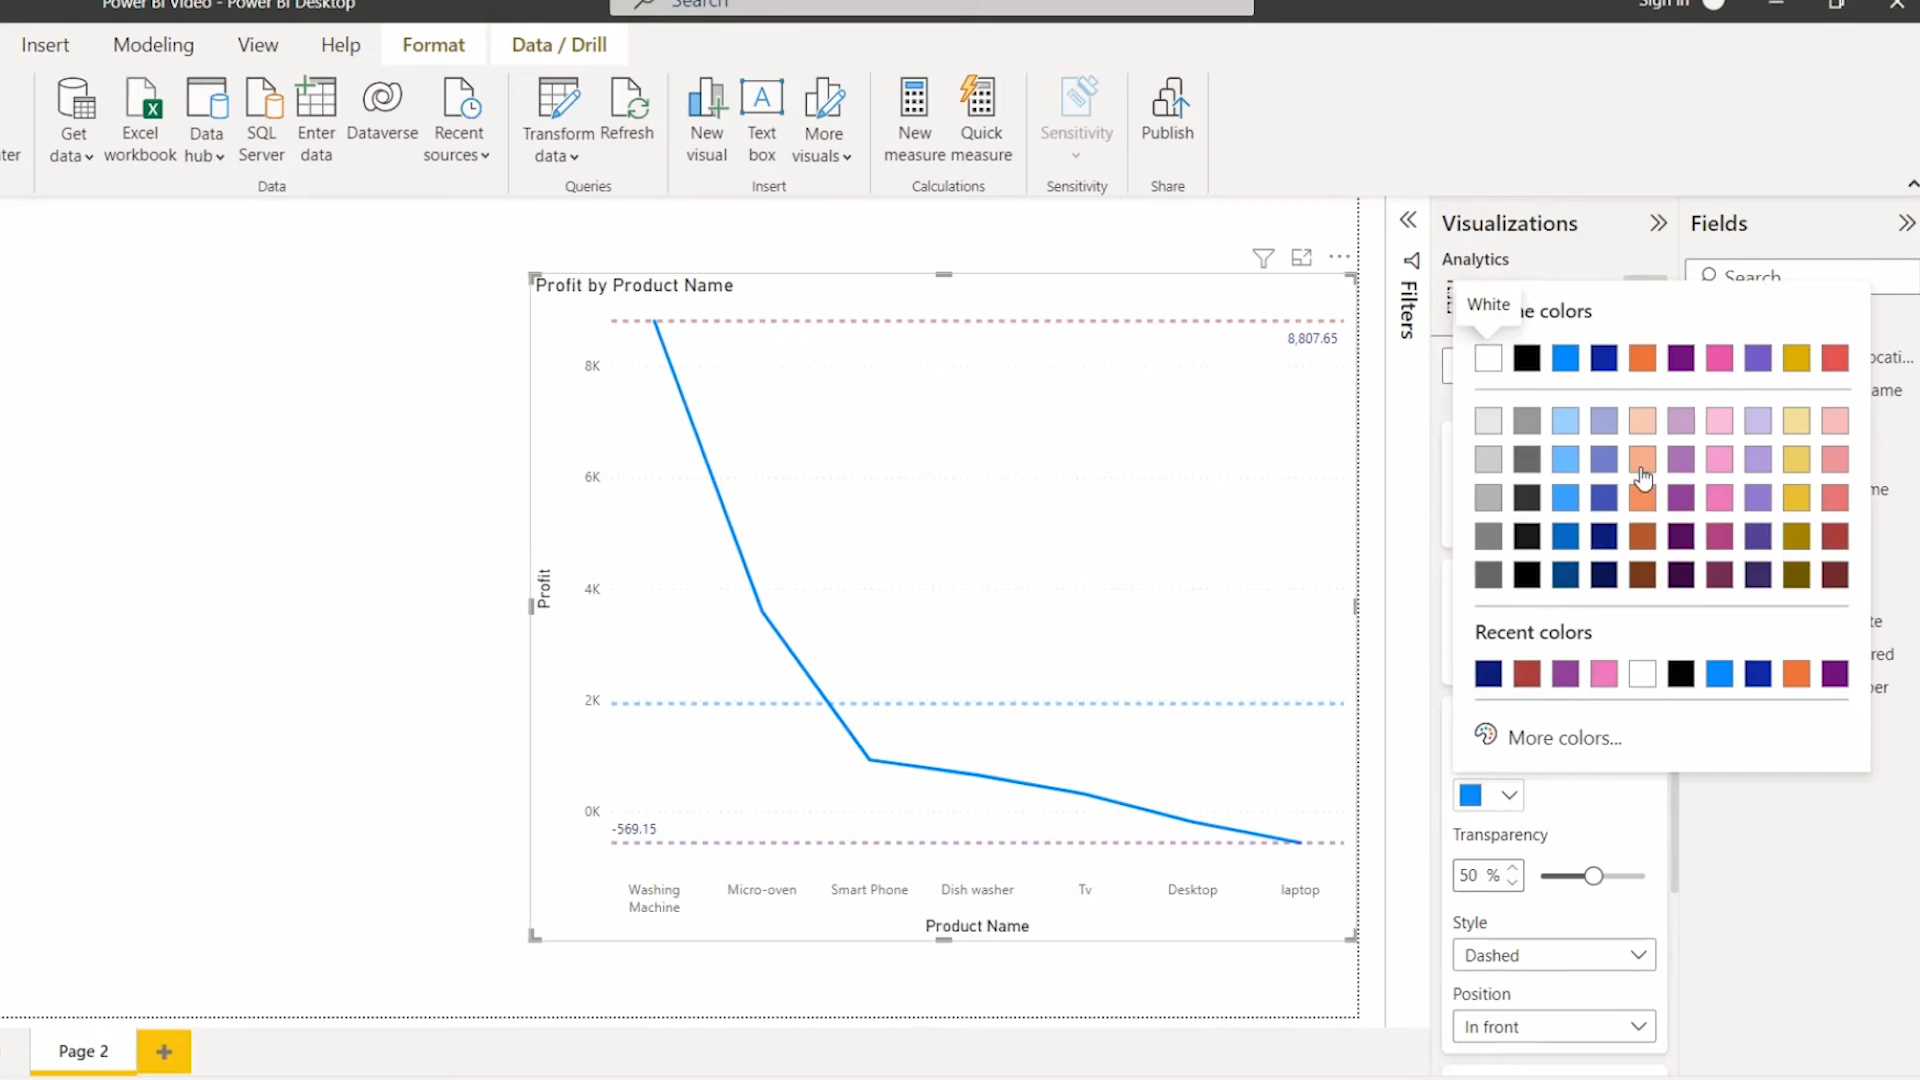 Power BI Video - Power BI Desktop
Search
Sign in
Insert
Modeling
View
Help
Format
Data / Drill
Get data
Excel workbook
Data hub
SQL Server
Enter data
Dataverse
Recent sources
Transform data
Refresh
New visual
Text box
More visuals
New measure
Quick measure
Sensitivity
Publish
Data
Queries
Insert
Calculations
Sensitivity
Share
Visualizations
Fields
Analytics
Search
Filters
White
ne colors
Recent colors
More colors...
Profit by Product Name
8,807.65
8K
6K
4K
2K
0K
-569.15
Profit
Washing Machine
Micro-oven
Smart Phone
Dish washer
Tv
Desktop
laptop
Product Name
Transparency
50 %
Style
Dashed
Position
In front
Page 2